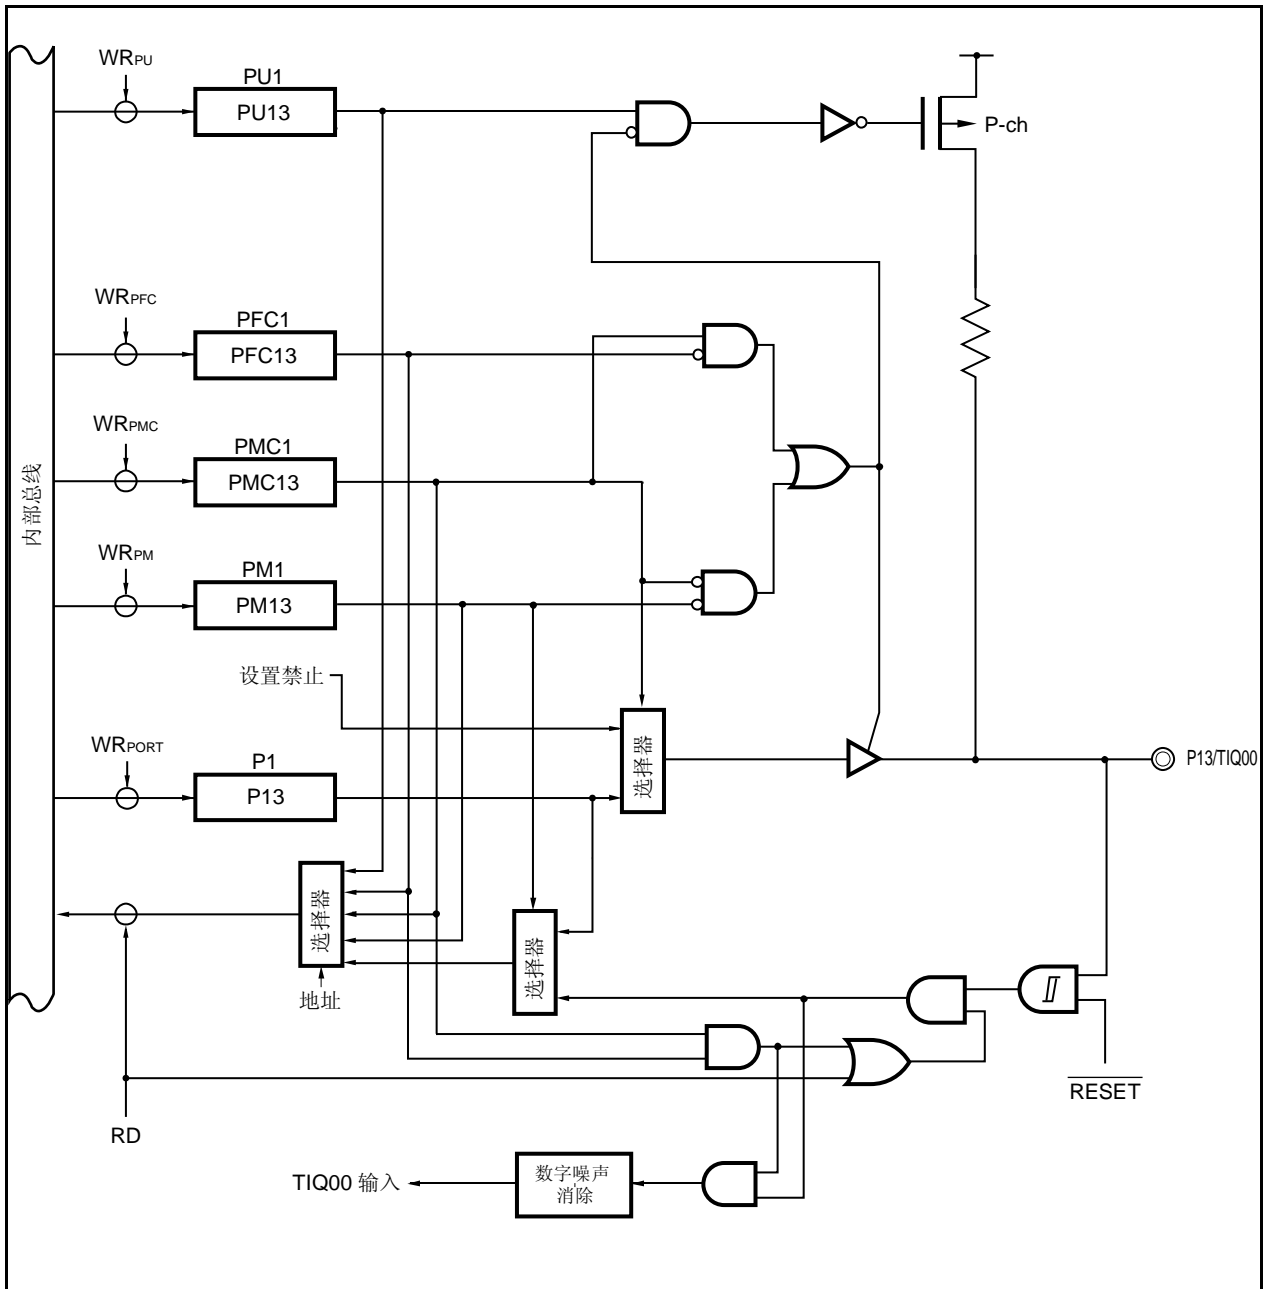 WRPU
PU1
PU13
P-ch
WRPFC
PFC1
PFC13
WRPMC
PMC1
PMC13
内部总线
WRPM
PM1
PM13
设置禁止
选择器
WRPORT
P1
P13
P13/TIQ00
选择器
选择器
地址
RESET
RD
TIQ00 输入
数字噪声
消除